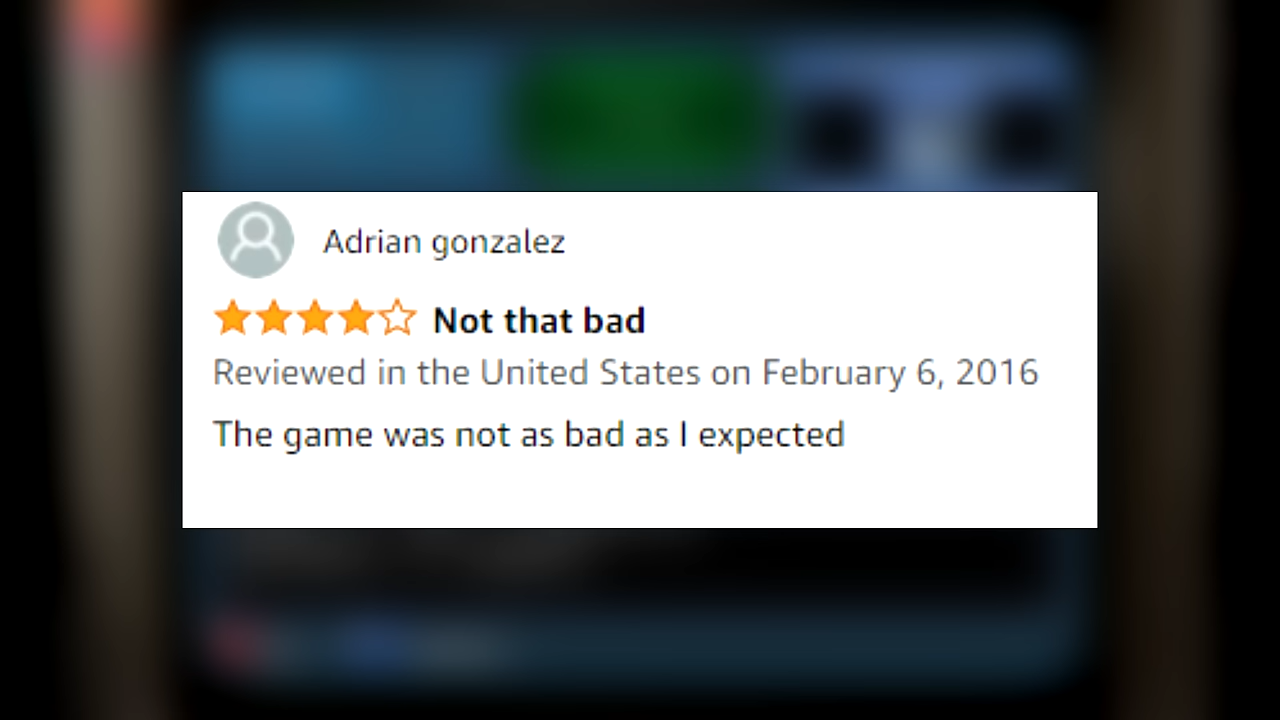 Adrian gonzalez
Not that bad
Reviewed in the United States on February 6, 2016
The game was not as bad as I expected